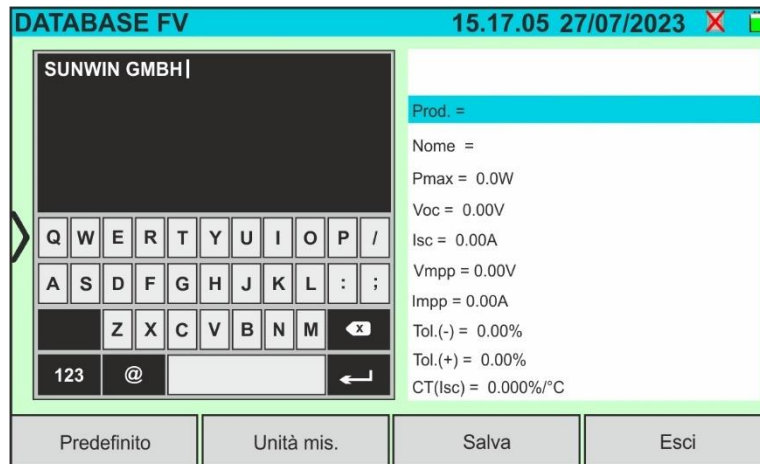 DATABASE FV 15.17.05 27/07/2023
SUNWIN GMBH
Q W E R T Y U I O P /
A S D F G H J K L : ;
Z X C V B N M x
123 @
Prod. =
Nome =
Pmax = 0.0W
Voc = 0.00V
Isc = 0.00A
Vmpp = 0.00V
Impp = 0.00A
Tol.(-) = 0.00%
Tol.(+) = 0.00%
CT(Isc) = 0.000%/°C
Predefinito Unità mis. Salva Esci